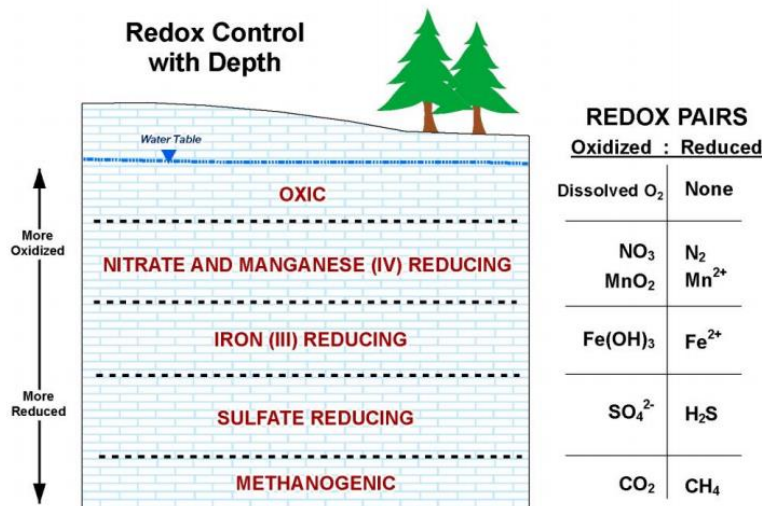 Redox Control
with Depth
Water Table
More
Oxidized
More
Reduced
OXIC
NITRATE AND MANGANESE (IV) REDUCING
IRON (III) REDUCING
SULFATE REDUCING
METHANOGENIC
REDOX PAIRS
Oxidized : Reduced
Dissolved O₂ None
NO₃ N₂
MnO₂ Mn²⁺
Fe(OH)₃ Fe²⁺
SO₄²⁻ H₂S
CO₂ CH₄